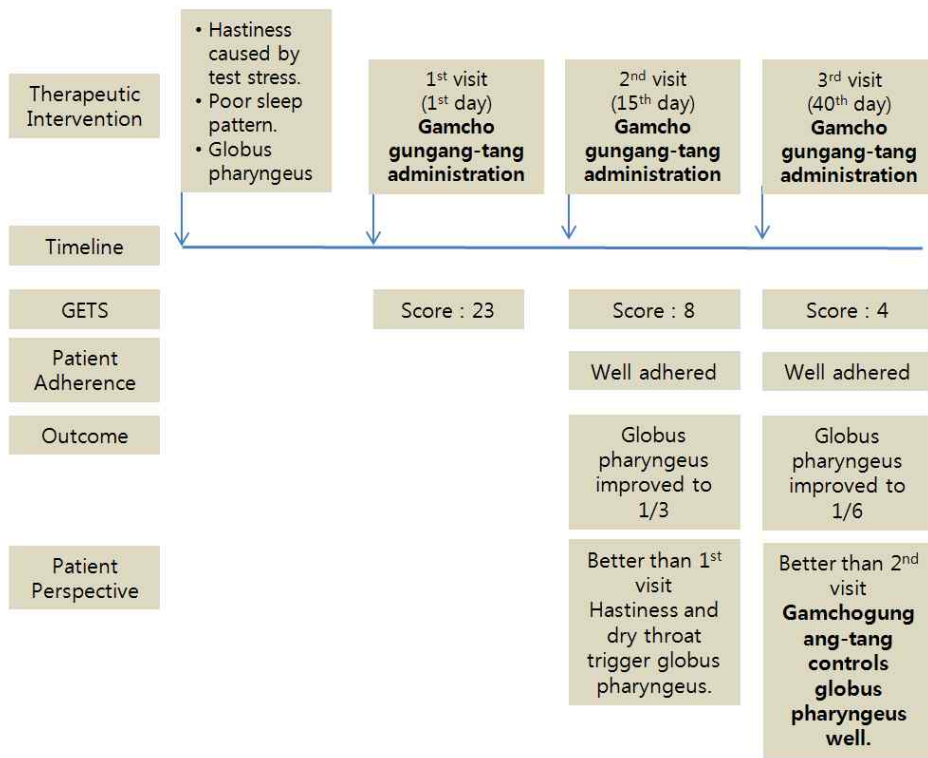 Therapeutic
Intervention
• Hastiness
caused by
test stress.
• Poor sleep
pattern.
• Globus
pharyngeus
1st visit
(1st day)
Gamcho
gungang-tang
administration
2nd visit
(15th day)
Gamcho
gungang-tang
administration
3rd visit
(40th day)
Gamcho
gungang-tang
administration
Timeline
GETS
Score : 23
Score : 8
Score : 4
Patient
Adherence
Well adhered
Well adhered
Outcome
Globus
pharyngeus
improved to
1/3
Globus
pharyngeus
improved to
1/6
Patient
Perspective
Better than 1st
visit
Hastiness and
dry throat
trigger globus
pharyngeus.
Better than 2nd
visit
Gamchogung
ang-tang
controls
globus
pharyngeus
well.